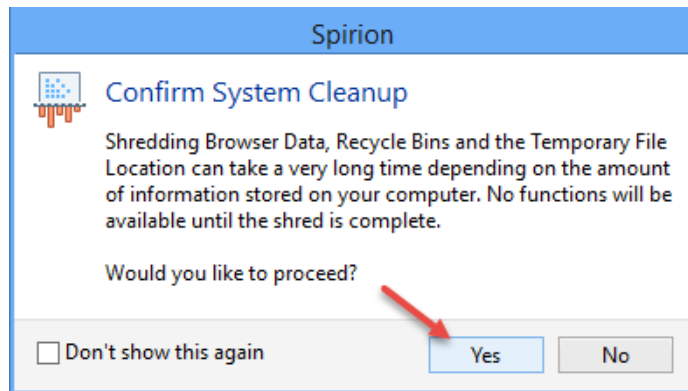 Spirion
Confirm System Cleanup
Shredding Browser Data, Recycle Bins and the Temporary File
Location can take a very long time depending on the amount
of information stored on your computer. No functions will be
available until the shred is complete.
Would you like to proceed?
Don't show this again
Yes
No